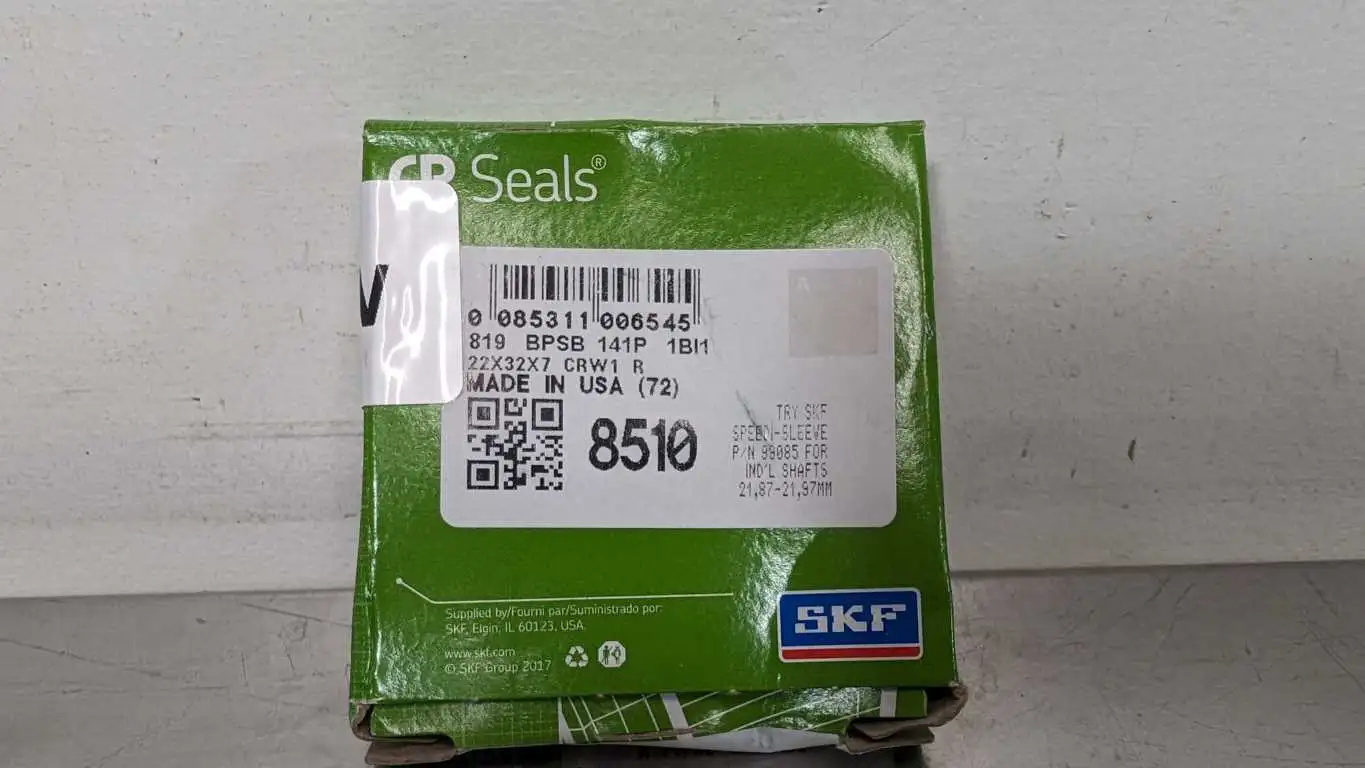 CR Seals®
0 085311 006545
819 BPSB 141P 1BI1
22X32X7 CRW1 R
MADE IN USA (72)
8510
TRY SKF
SPEEDI-SLEEVE
P/N 99085 FOR
IND'L SHAFTS
21,87-21,97MM
Supplied by/Fourni par/Suministrado por:
SKF, Elgin, IL 60123, USA.
www.skf.com
© SKF Group 2017
SKF